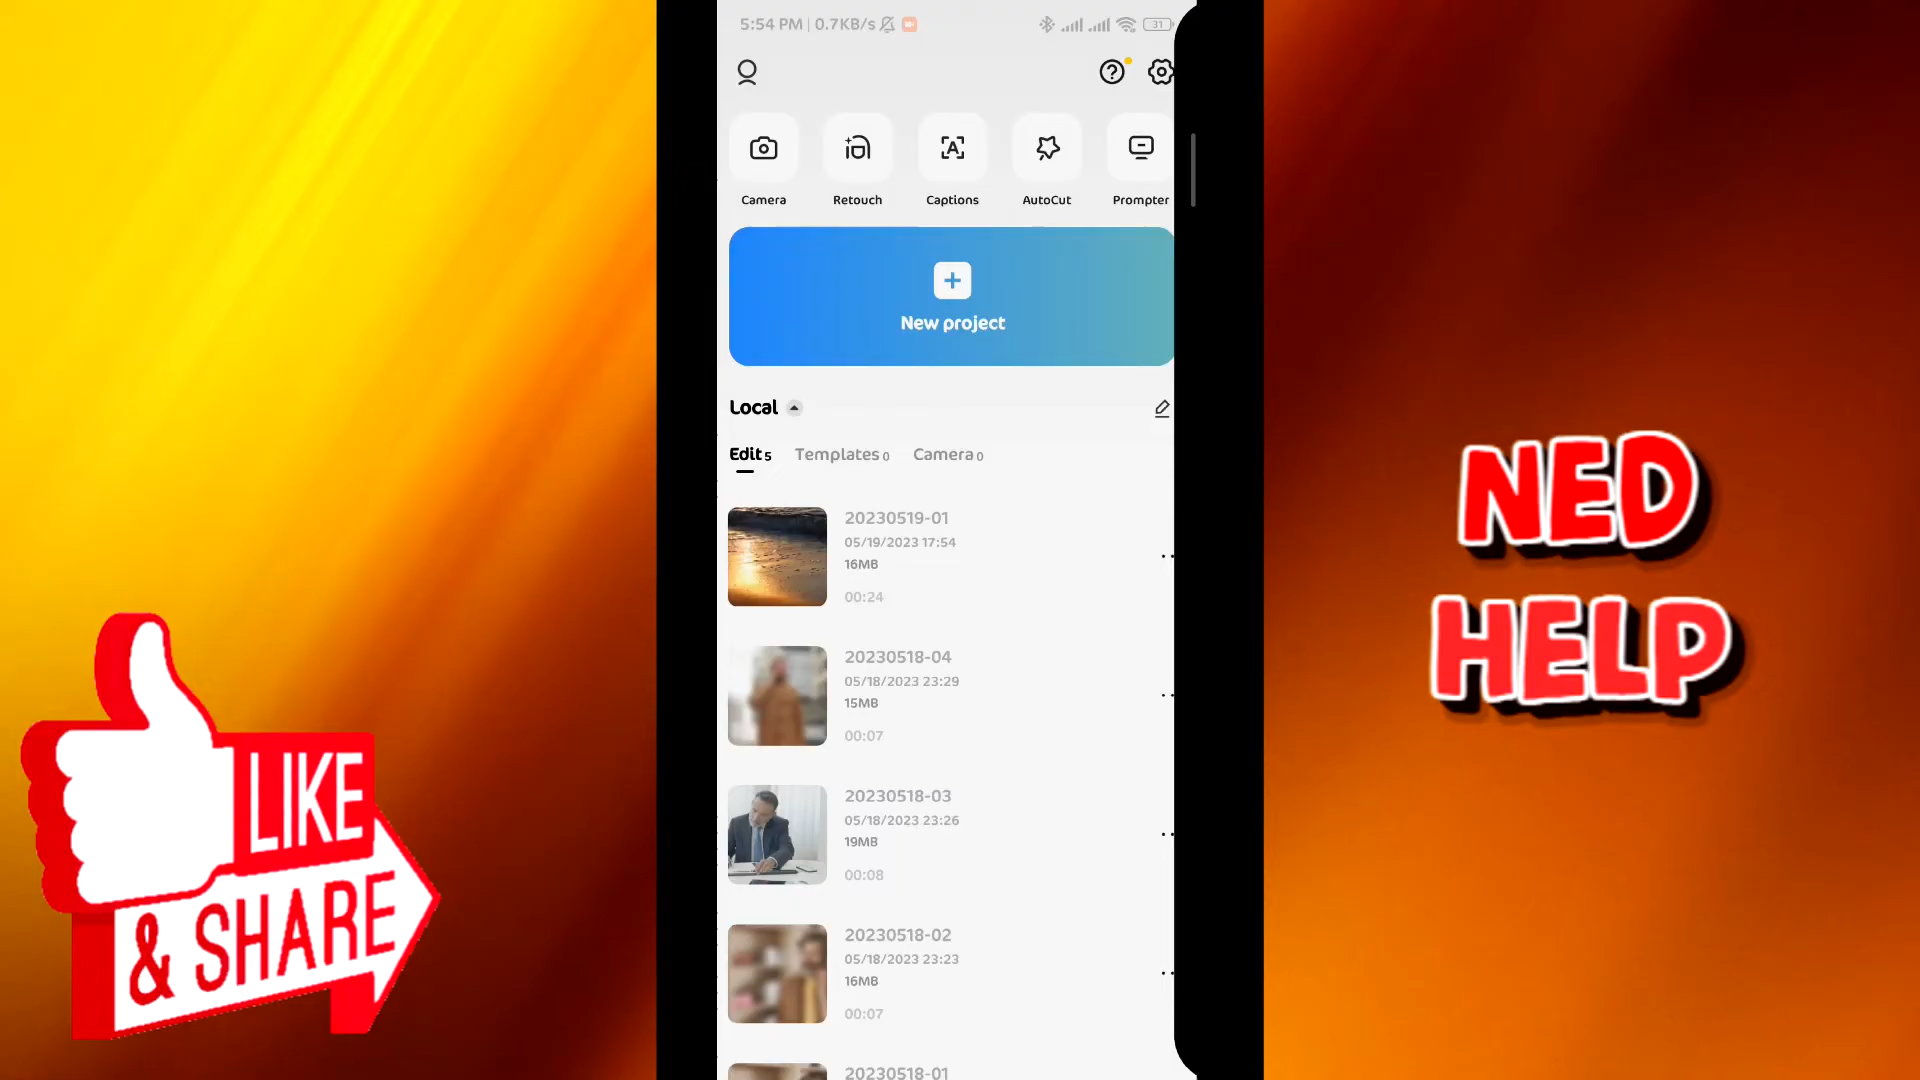 5:54 PM | 0.7KB/s
31
Camera
Retouch
Captions
AutoCut
Prompter
New project
Local
Edit 5
Templates 0
Camera 0
20230519-01
05/19/2023 17:54
16MB
00:24
20230518-04
05/18/2023 23:29
15MB
00:07
20230518-03
05/18/2023 23:26
19MB
00:08
20230518-02
05/18/2023 23:23
16MB
00:07
20230518-01
LIKE
& SHARE
NED
HELP